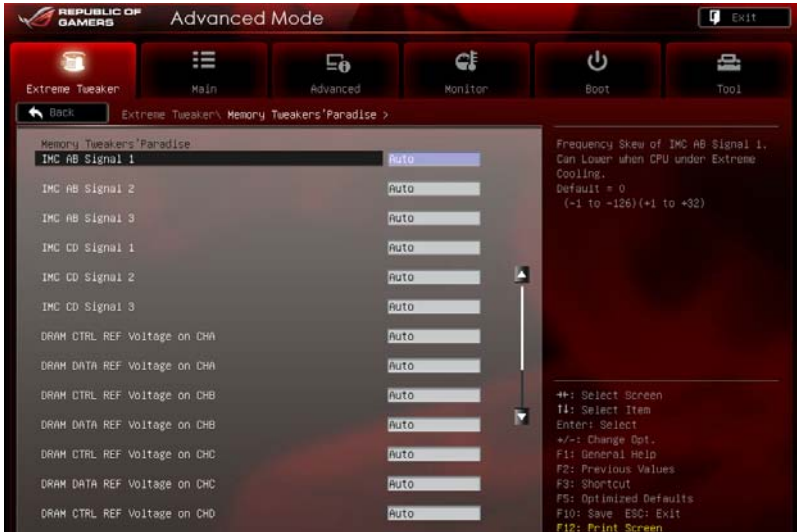 REPUBLIC OF
GAMERS
Advanced Mode
Exit
Extreme Tweaker
Main
Advanced
Monitor
Boot
Tool
Back
Extreme Tweaker\ Memory Tweakers'Paradise >
Memory Tweakers'Paradise
IMC AB Signal 1 Auto
IMC AB Signal 2 Auto
IMC AB Signal 3 Auto
IMC CD Signal 1 Auto
IMC CD Signal 2 Auto
IMC CD Signal 3 Auto
DRAM CTRL REF Voltage on CHA Auto
DRAM DATA REF Voltage on CHA Auto
DRAM CTRL REF Voltage on CHB Auto
DRAM DATA REF Voltage on CHB Auto
DRAM CTRL REF Voltage on CHC Auto
DRAM DATA REF Voltage on CHC Auto
DRAM CTRL REF Voltage on CHD Auto
Frequency Skew of IMC AB Signal 1.
Can Lower when CPU under Extreme
Cooling.
Default = 0
(-1 to -126)(+1 to +32)
→←: Select Screen
↑↓: Select Item
Enter: Select
+/-: Change Opt.
F1: General Help
F2: Previous Values
F3: Shortcut
F5: Optimized Defaults
F10: Save ESC: Exit
F12: Print Screen